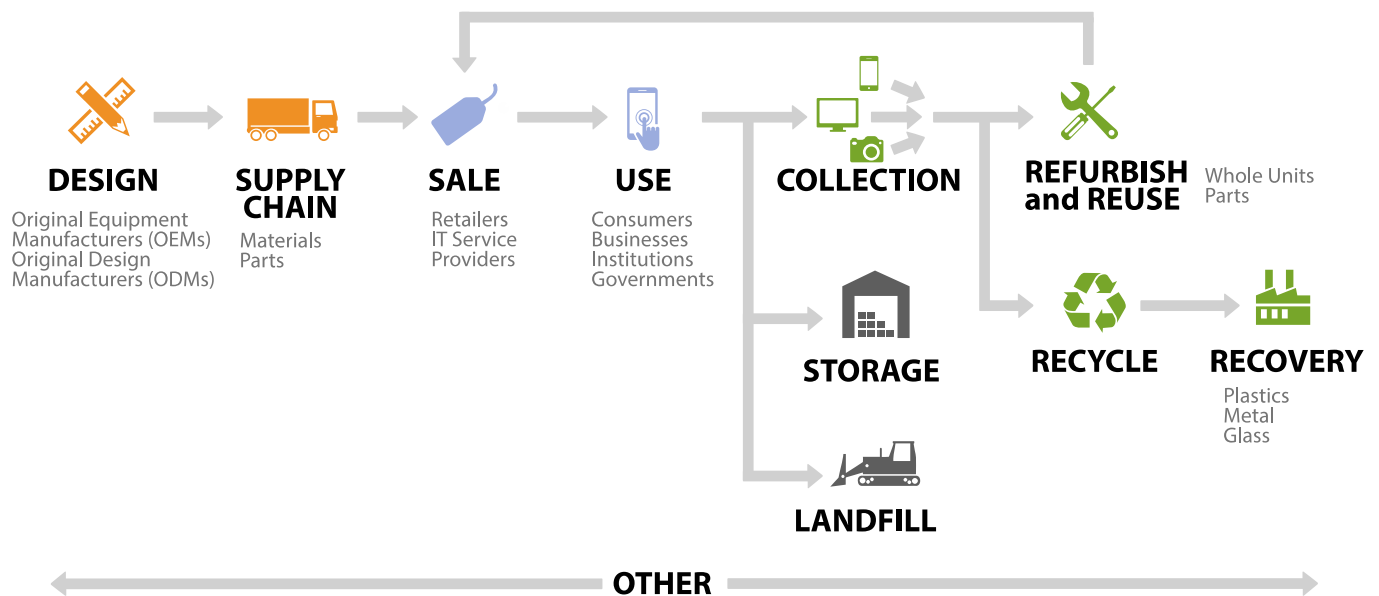 DESIGN
Original Equipment
Manufacturers (OEMs)
Original Design
Manufacturers (ODMs)
SUPPLY
CHAIN
Materials
Parts
SALE
Retailers
IT Service
Providers
USE
Consumers
Businesses
Institutions
Governments
COLLECTION
REFURBISH
and REUSE
Whole Units
Parts
STORAGE
RECYCLE
RECOVERY
Plastics
Metal
Glass
LANDFILL
OTHER